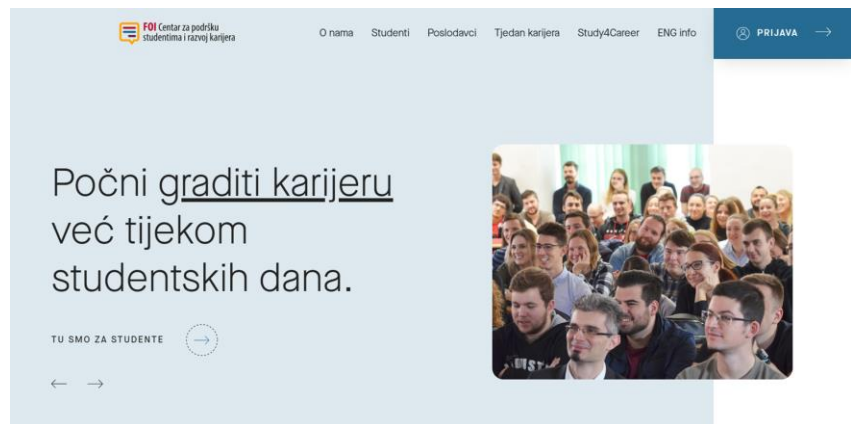 FOI Centar za podršku
studentima i razvoj karijera
O nama Studenti Poslodavci Tjedan karijera Study4Career ENG info
PRIJAVA
Počni graditi karijeru
već tijekom
studentskih dana.
TU SMO ZA STUDENTE